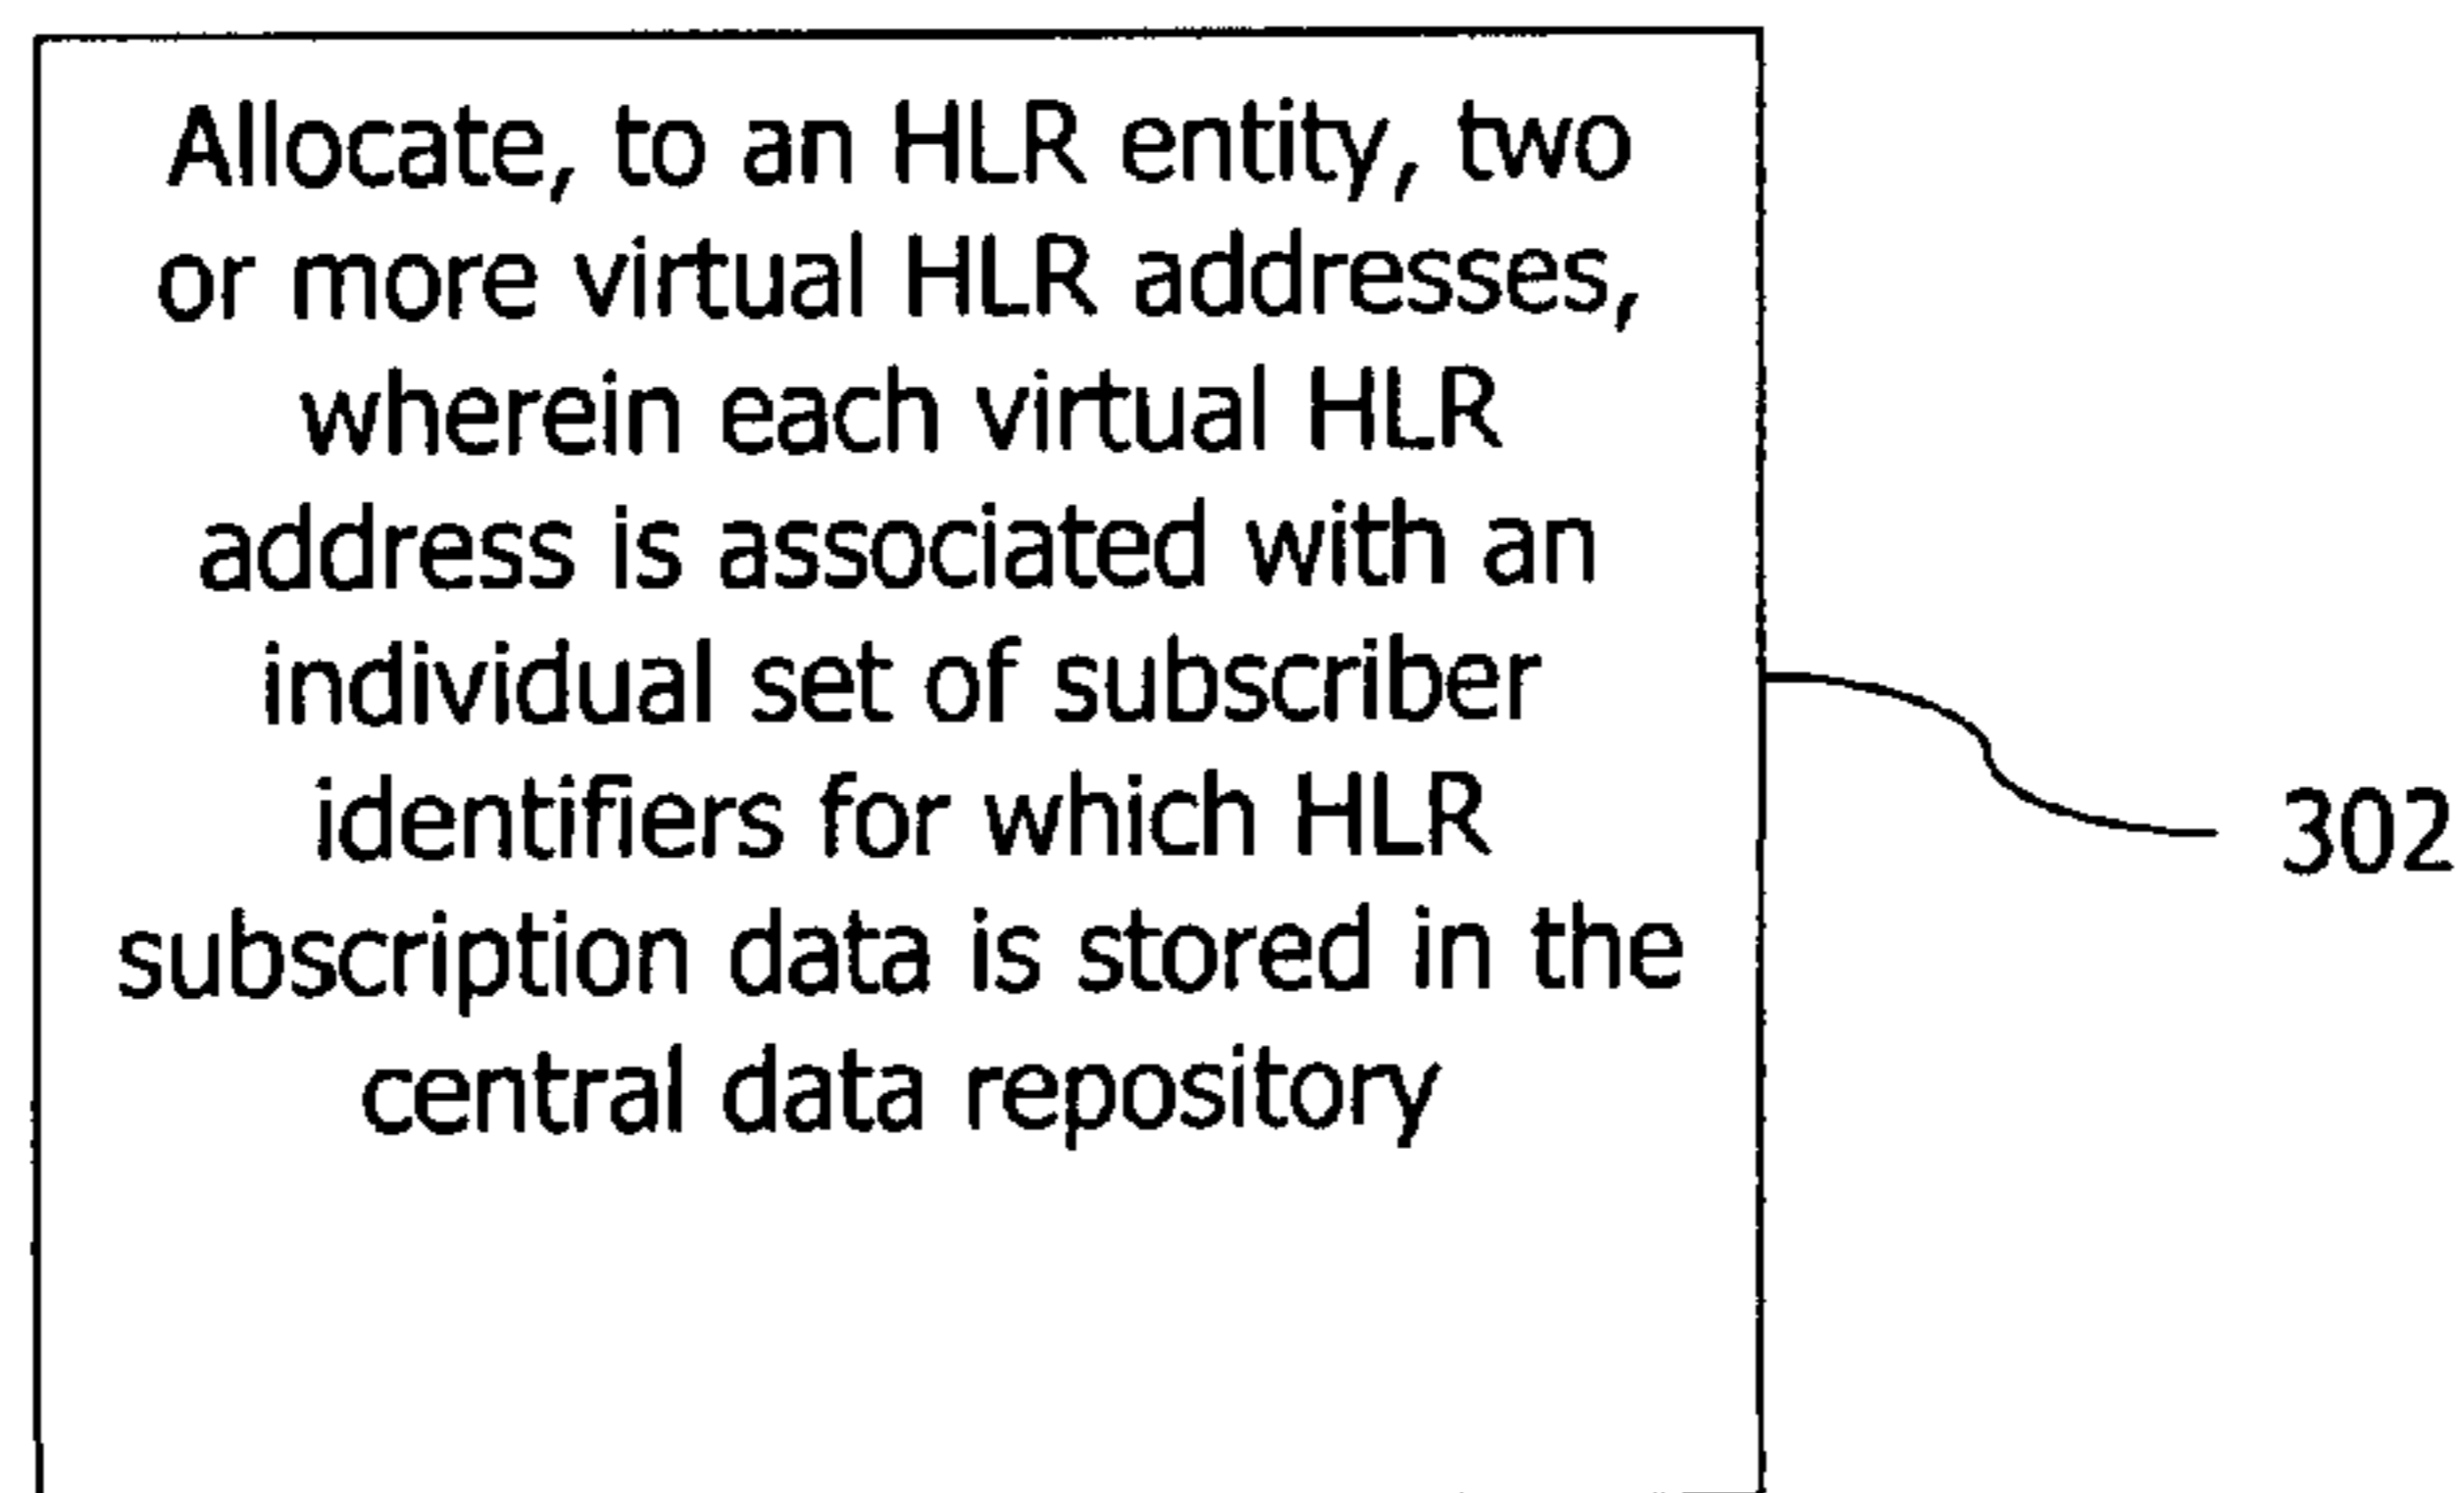 Allocate, to an HLR entity, two
or more virtual HLR addresses,
wherein each virtual HLR
address is associated with an
individual set of subscriber
identifiers for which HLR
subscription data is stored in the
central data repository
302